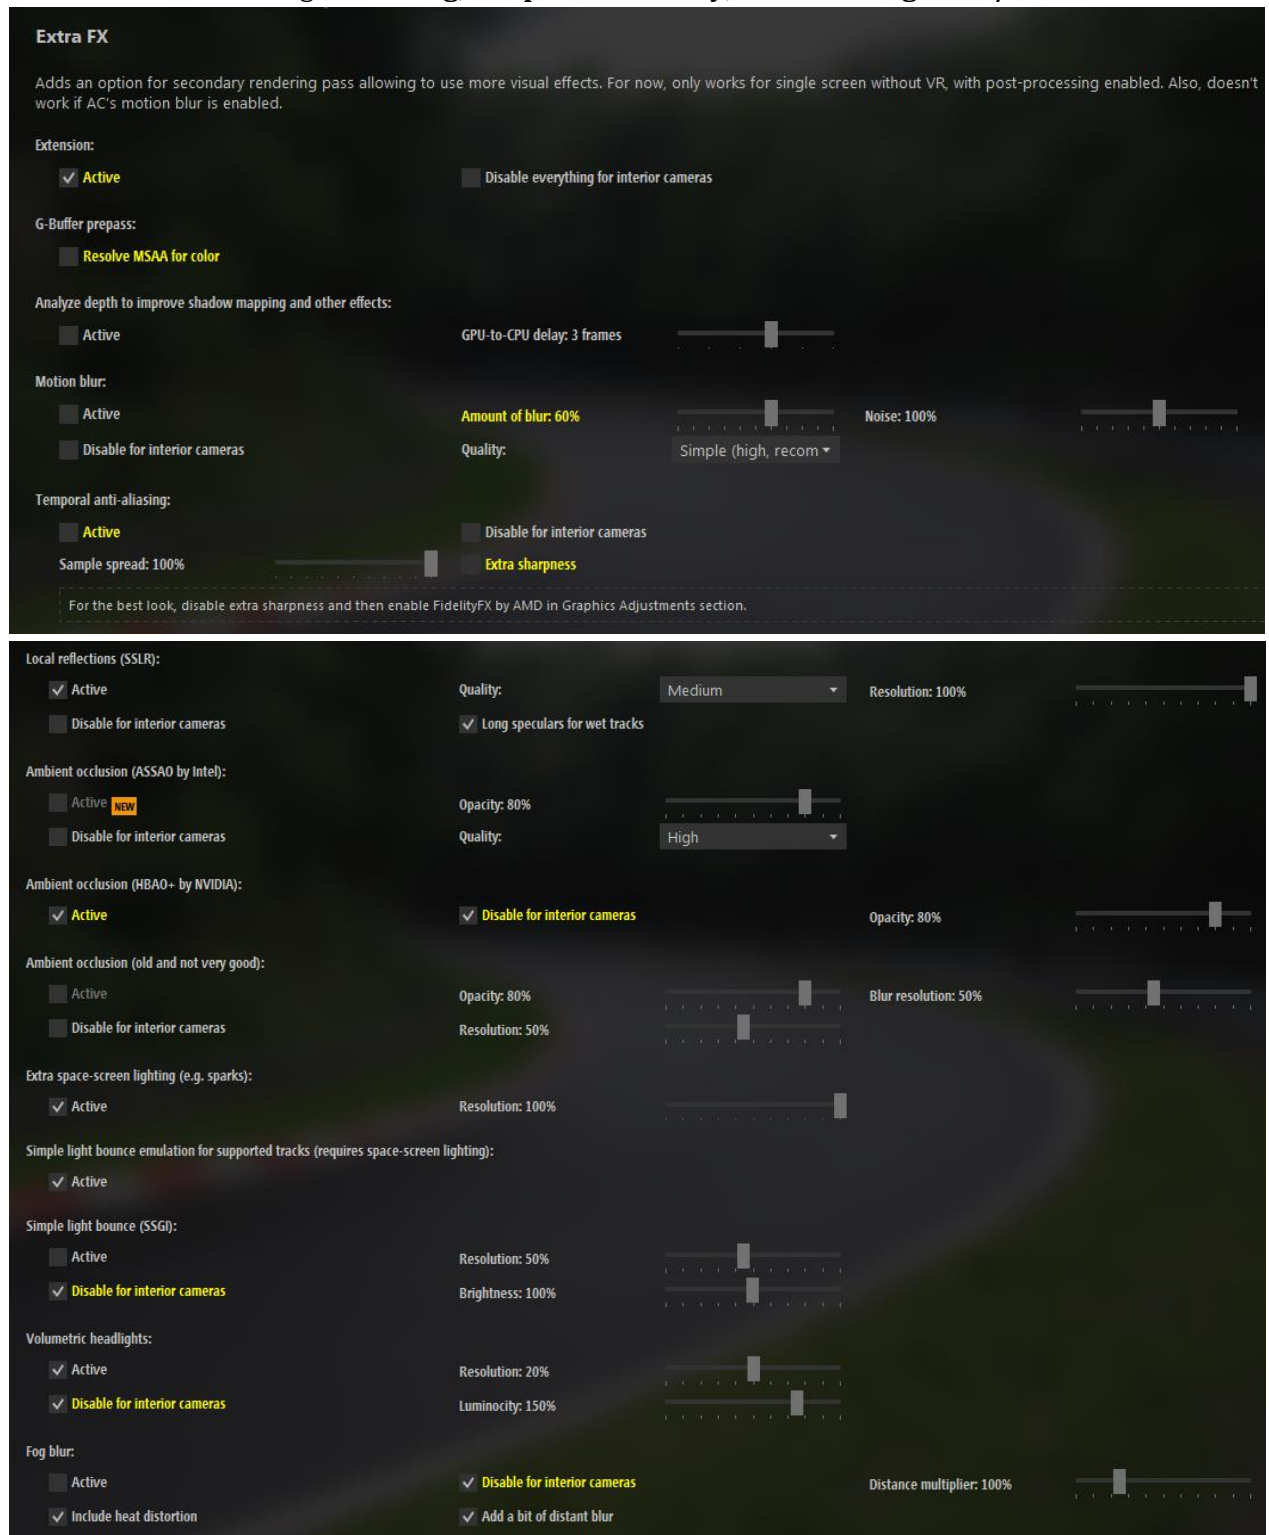 Extra FX
Adds an option for secondary rendering pass allowing to use more visual effects. For now, only works for single screen without VR, with post-processing enabled. Also, doesn't
work if AC's motion blur is enabled.
Extension:
Active
Disable everything for interior cameras
G-Buffer prepass:
Resolve MSAA for color
Analyze depth to improve shadow mapping and other effects:
Active
GPU-to-CPU delay: 3 frames
Motion blur:
Active
Amount of blur: 60%
Noise: 100%
Disable for interior cameras
Quality:
Simple (high, recom
Temporal anti-aliasing:
Active
Disable for interior cameras
Sample spread: 100%
Extra sharpness
For the best look, disable extra sharpness and then enable FidelityFX by AMD in Graphics Adjustments section.
Local reflections (SSLR):
Active
Quality:
Medium
Resolution: 100%
Disable for interior cameras
Long speculars for wet tracks
Ambient occlusion (ASSAO by Intel):
Active NEW
Opacity: 80%
Disable for interior cameras
Quality:
High
Ambient occlusion (HBAO+ by NVIDIA):
Active
Disable for interior cameras
Opacity: 80%
Ambient occlusion (old and not very good):
Active
Opacity: 80%
Blur resolution: 50%
Disable for interior cameras
Resolution: 50%
Extra space-screen lighting (e.g. sparks):
Active
Resolution: 100%
Simple light bounce emulation for supported tracks (requires space-screen lighting):
Active
Simple light bounce (SSGI):
Active
Resolution: 50%
Disable for interior cameras
Brightness: 100%
Volumetric headlights:
Active
Resolution: 20%
Disable for interior cameras
Luminocity: 150%
Fog blur:
Active
Disable for interior cameras
Distance multiplier: 100%
Include heat distortion
Add a bit of distant blur